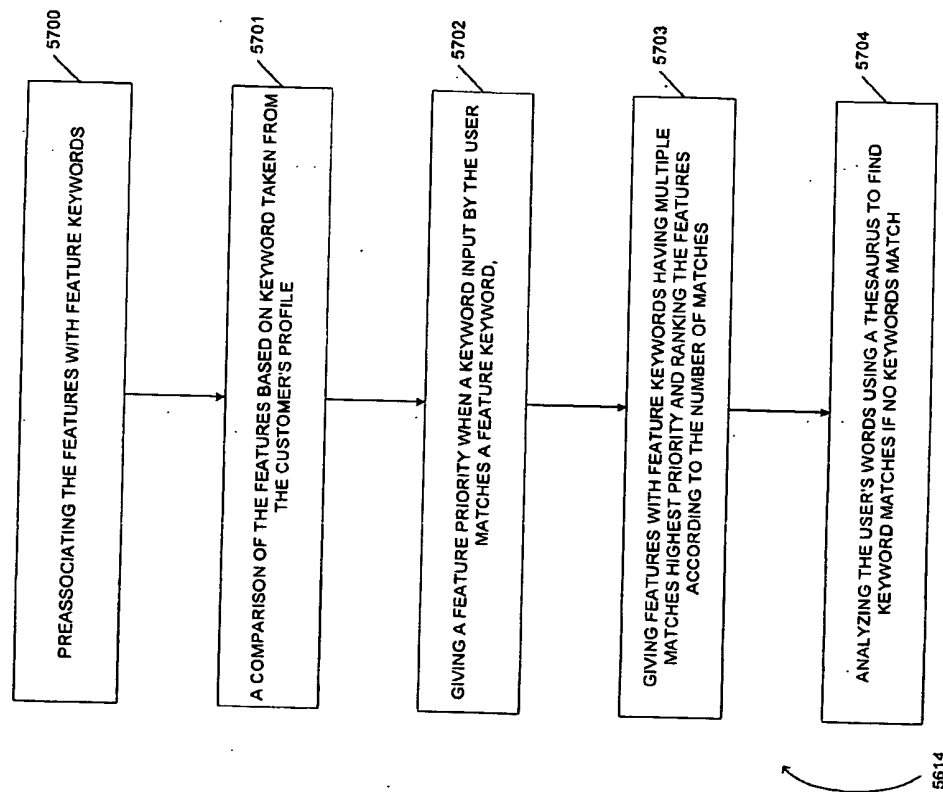 5700
PREASSOCIATING THE FEATURES WITH FEATURE KEYWORDS
5701
A COMPARISON OF THE FEATURES BASED ON KEYWORD TAKEN FROM
THE CUSTOMER'S PROFILE
5702
GIVING A FEATURE PRIORITY WHEN A KEYWORD INPUT BY THE USER
MATCHES A FEATURE KEYWORD,
5703
GIVING FEATURES WITH FEATURE KEYWORDS HAVING MULTIPLE
MATCHES HIGHEST PRIORITY AND RANKING THE FEATURES
ACCORDING TO THE NUMBER OF MATCHES
5704
ANALYZING THE USER'S WORDS USING A THESAURUS TO FIND
KEYWORD MATCHES IF NO KEYWORDS MATCH
5614